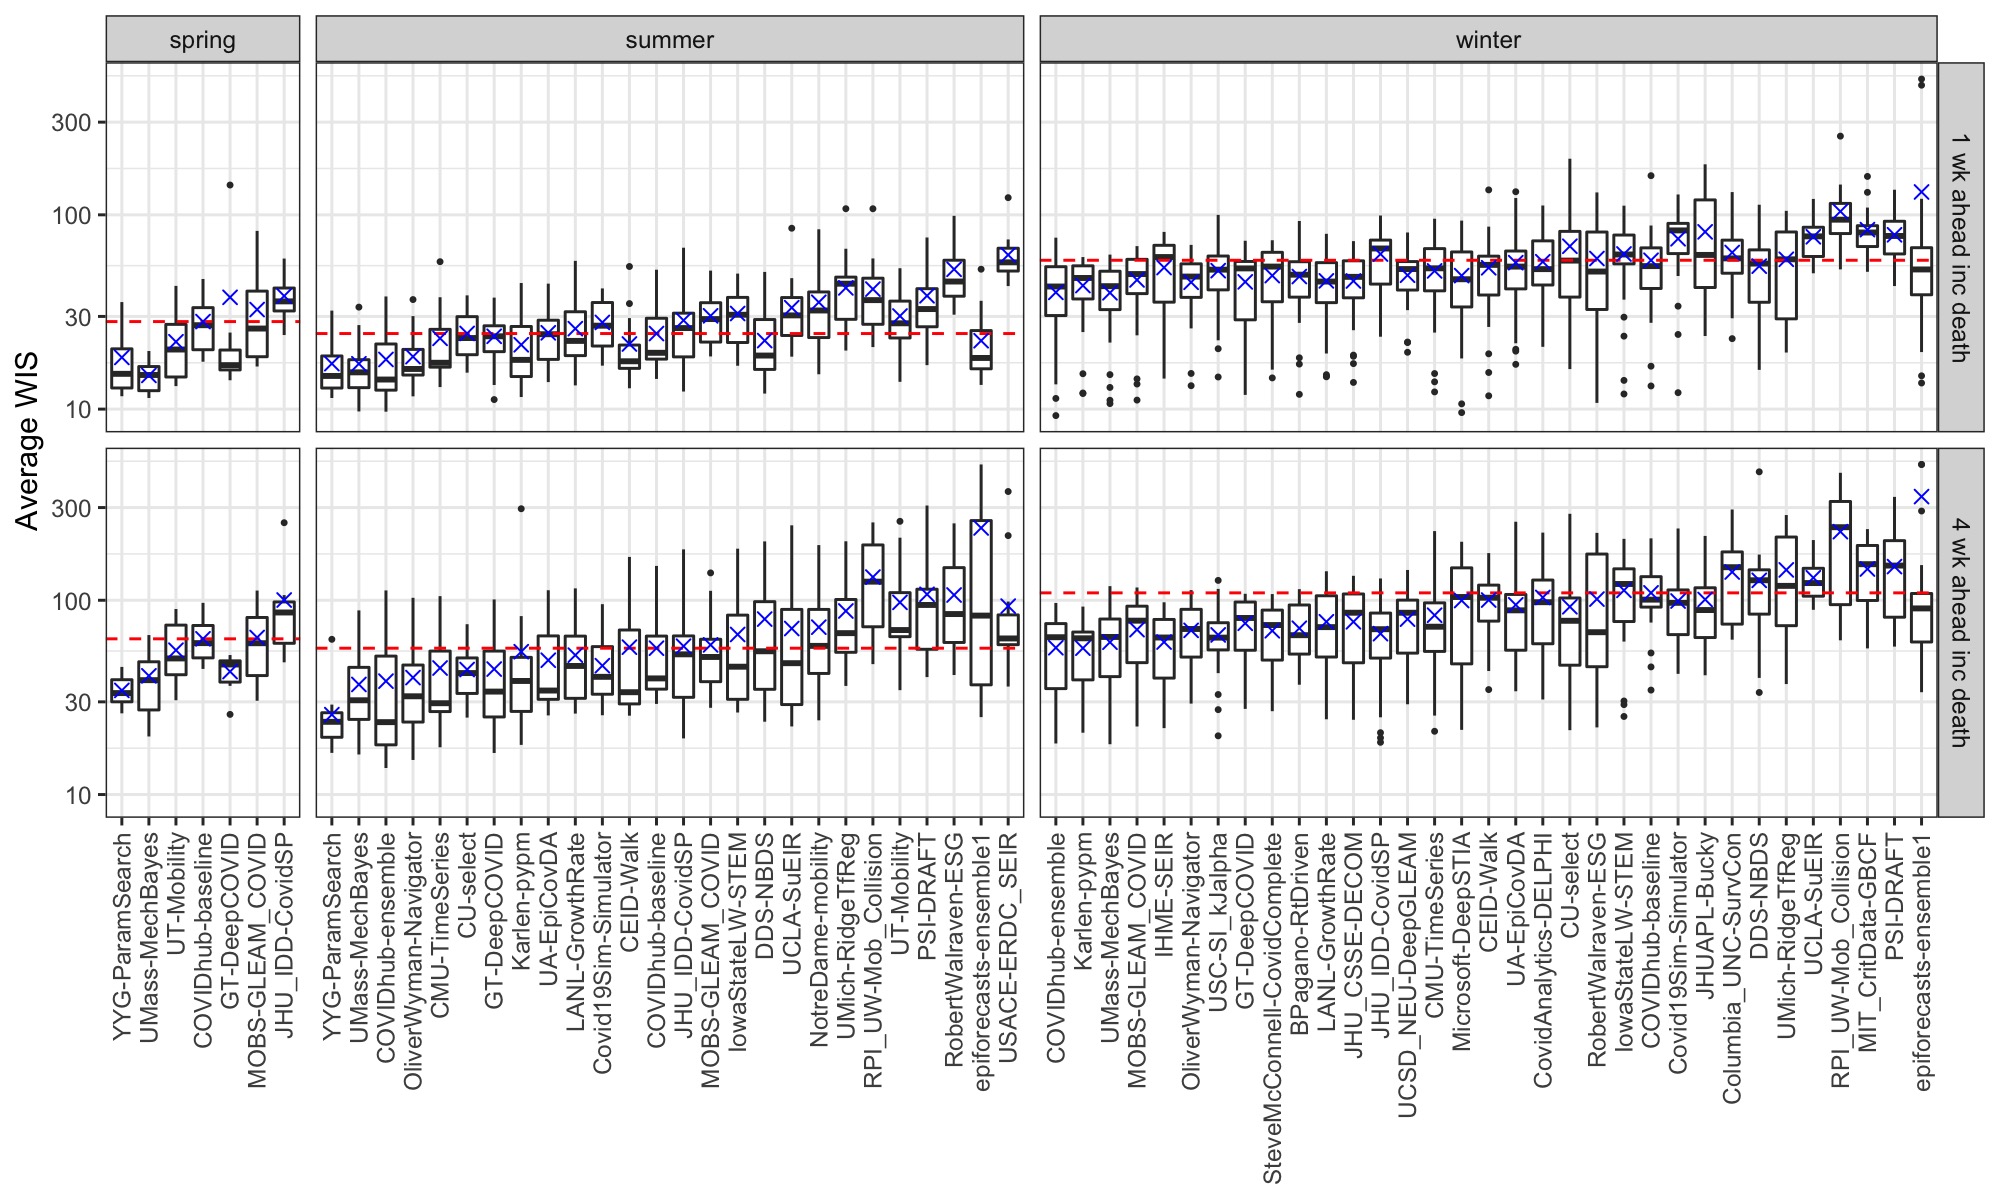 spring
summer
winter
Average WIS
300
100
30
10
1 wk ahead inc death
300
100
30
10
4 wk ahead inc death
YYG-ParamSearch
UMass-MechBayes
UT-Mobility
COVIDhub-baseline
GT-DeepCOVID
MOBS-GLEAM_COVID
JHU_IDD-CovidSP
YYG-ParamSearch
UMass-MechBayes
COVIDhub-ensemble
OliverWyman-Navigator
CMU-TimeSeries
CU-select
GT-DeepCOVID
Karlen-pypm
UA-EpiCovDA
LANL-GrowthRate
Covid19Sim-Simulator
CEID-Walk
COVIDhub-baseline
JHU_IDD-CovidSP
MOBS-GLEAM_COVID
IowaStateLW-STEM
DDS-NBDS
UCLA-SuEIR
NotreDame-mobility
UMich-RidgeTfReg
RPI_UW-Mob_Collision
UT-Mobility
PSI-DRAFT
RobertWalraven-ESG
epiforecasts-ensemble1
USACE-ERDC_SEIR
COVIDhub-ensemble
Karlen-pypm
UMass-MechBayes
MOBS-GLEAM_COVID
IHME-SEIR
OliverWyman-Navigator
USC-SI_kJalpha
GT-DeepCOVID
SteveMcConnell-CovidComplete
BPagano-RtDriven
LANL-GrowthRate
JHU_CSSE-DECOM
JHU_IDD-CovidSP
UCSD_NEU-DeepGLEAM
CMU-TimeSeries
Microsoft-DeepSTIA
CEID-Walk
UA-EpiCovDA
CovidAnalytics-DELPHI
CU-select
RobertWalraven-ESG
IowaStateLW-STEM
COVIDhub-baseline
Covid19Sim-Simulator
JHUAPL-Bucky
Columbia_UNC-SurvCon
DDS-NBDS
UMich-RidgeTfReg
UCLA-SuEIR
RPI_UW-Mob_Collision
MIT_CritData-GBCF
PSI-DRAFT
epiforecasts-ensemble1